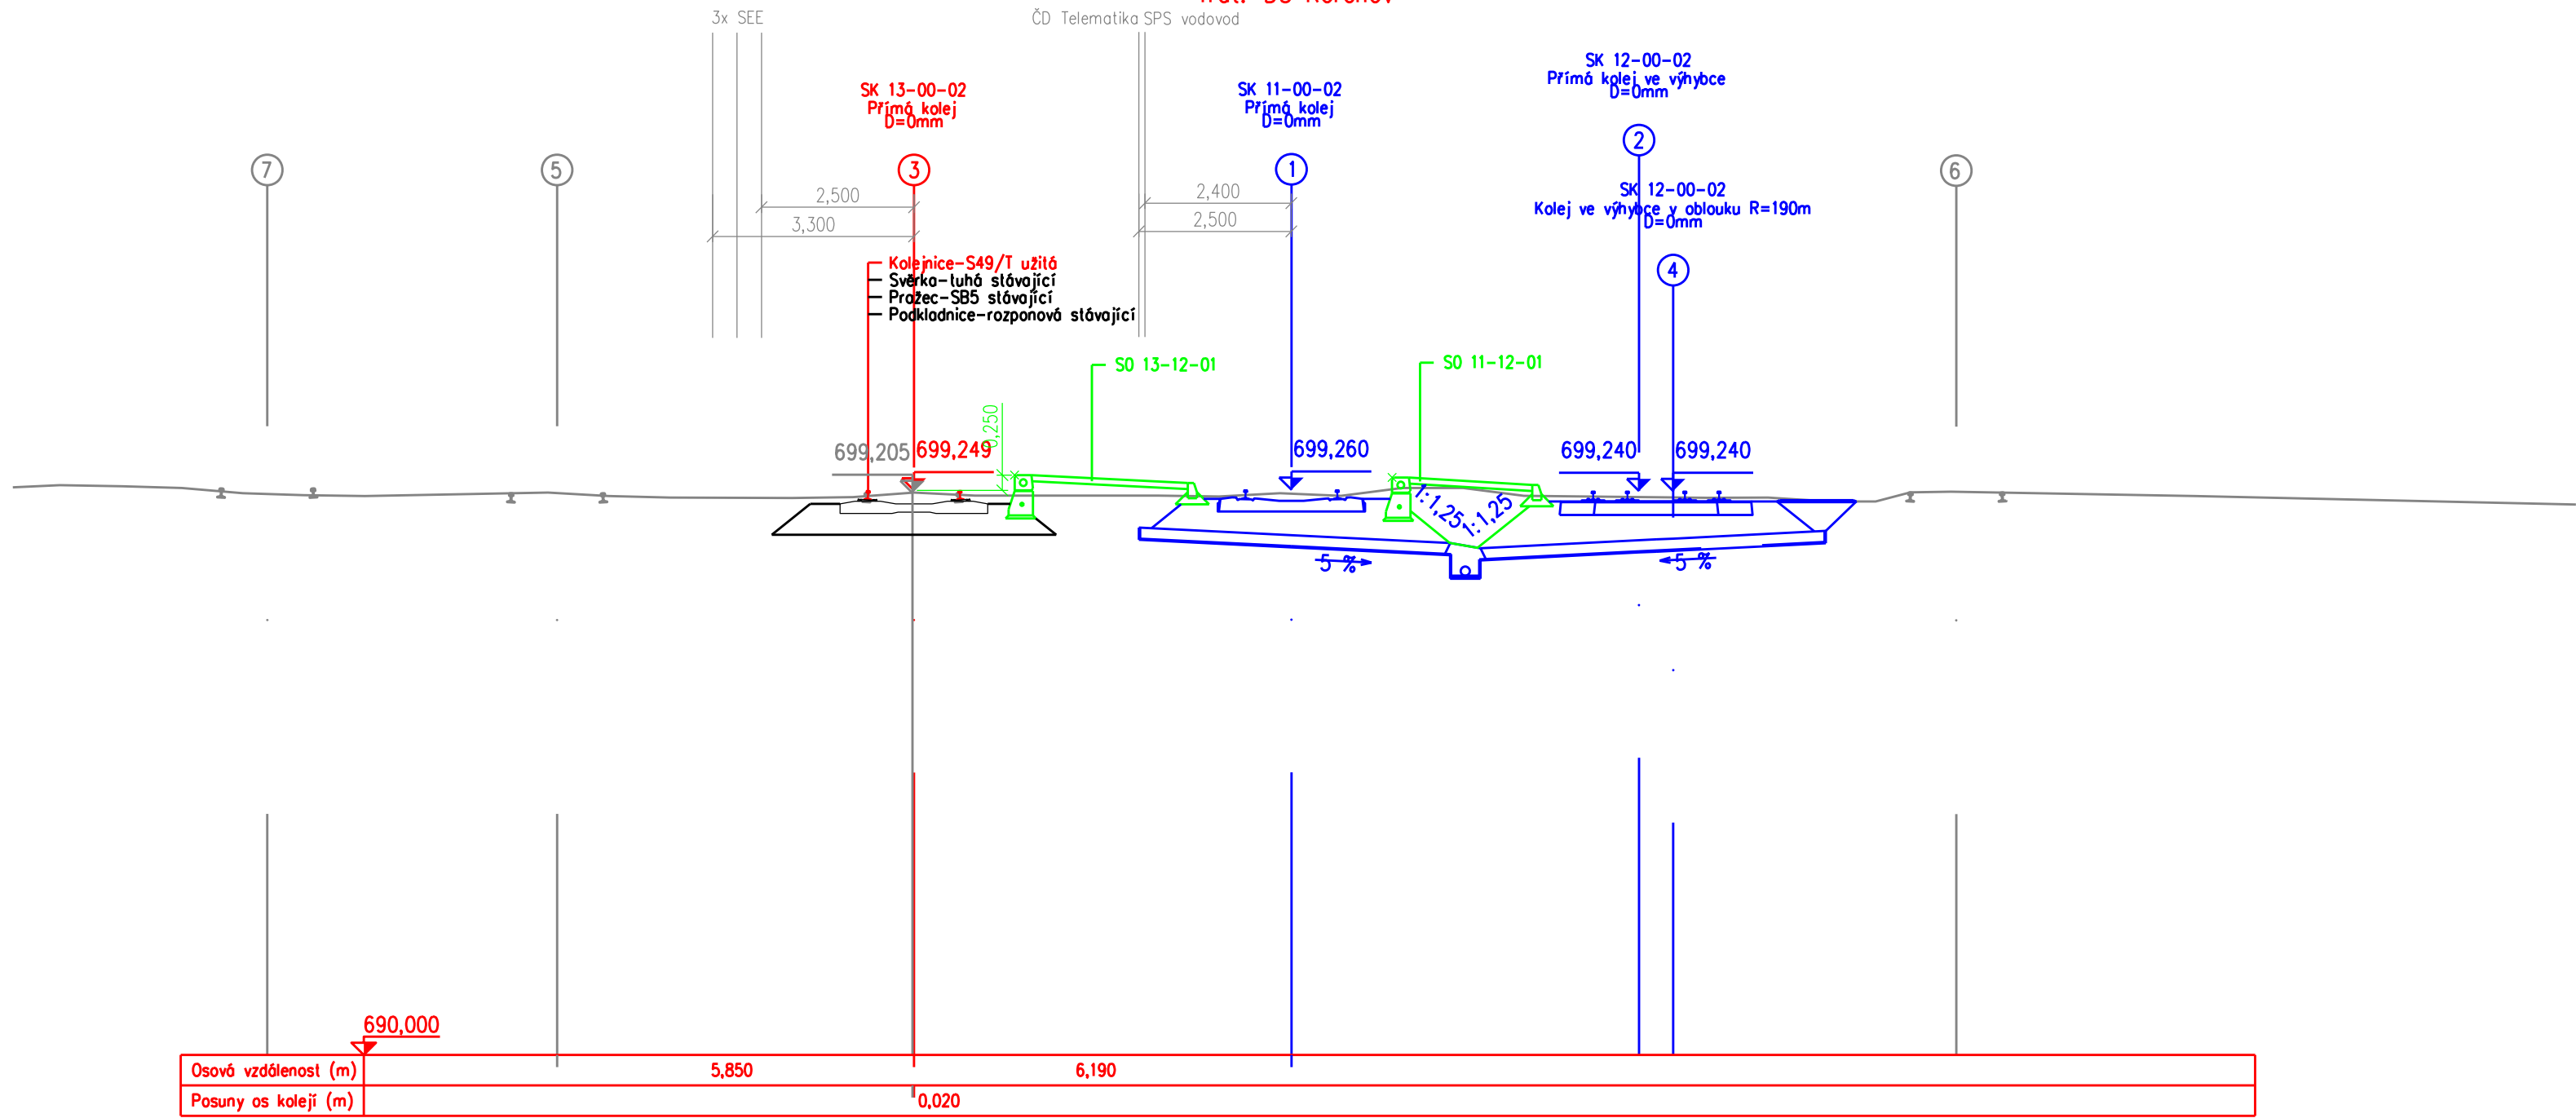 3x SEE
ČD Telematika SPS vodovod
SK 13-00-02
Přímá kolej
D=0mm
SK 11-00-02
Přímá kolej
D=0mm
SK 12-00-02
Přímá kolej ve výhybce
D=0mm
7
5
3
1
2
6
2,500
3,300
2,400
2,500
SK 12-00-02
Kolej ve výhybce v oblouku R=190m
D=0mm
4
Kolejnice-S49/T užitá
Svěrka-tuhá stávající
Pražec-SB5 stávající
Podkladnice-rozponová stávající
SO 13-12-01
SO 11-12-01
0,250
699,205
699,249
699,260
699,240
699,240
1:1,25
1:1,25
5 %
5 %
690,000
Osová vzdálenost (m)
5,850
6,190
Posuny os kolejí (m)
0,020